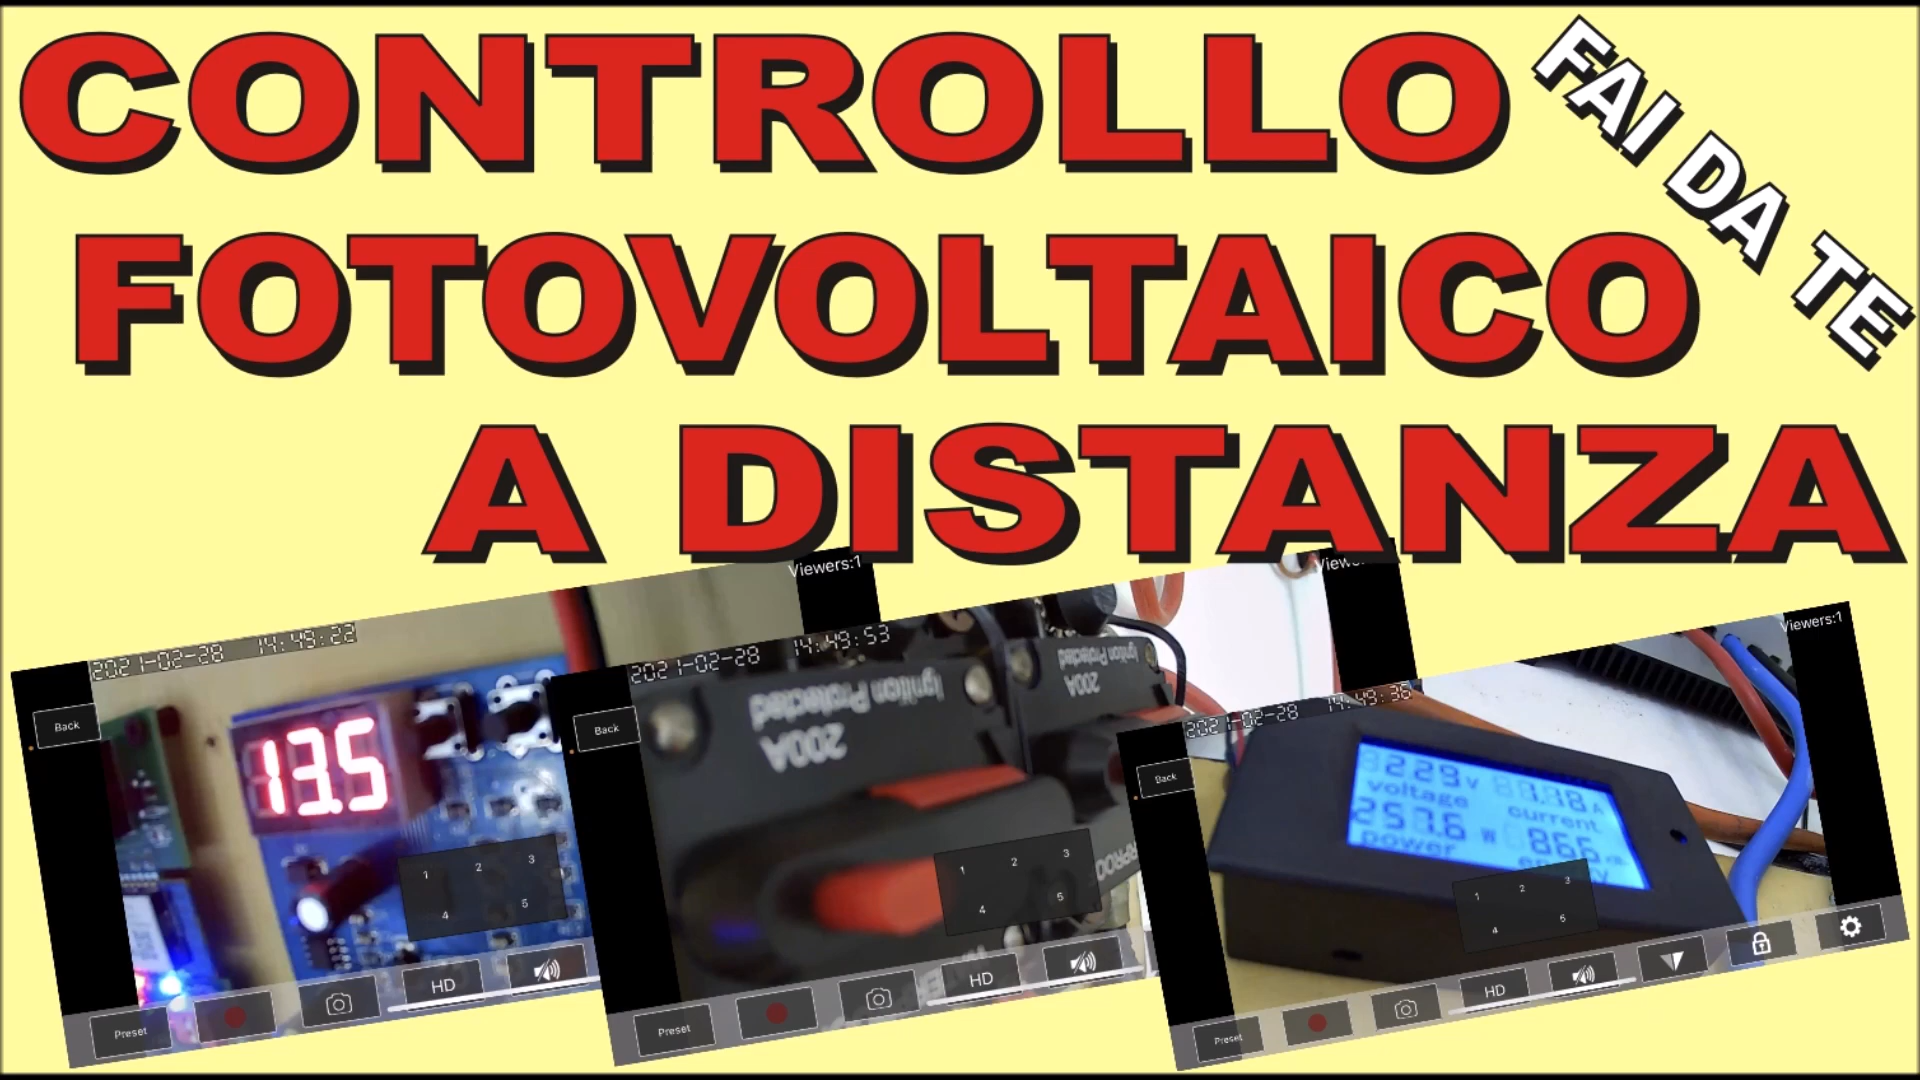 CONTROLLO
FAI DA TE
FOTOVOLTAICO
A DISTANZA
Viewers:1
2021-02-28 14:49:22
Back
13.5
1 2 3
4 5
Preset
HD
2021-02-28 14:49:53
Back
Ignition Protected
200A
Ignition Protected
200A
1 2 3
4 5
Preset
HD
Viewers:1
2021-02-28 14:49:36
Back
voltage
current
257.6 W 866
power
1 2 3
4 5
Preset
HD